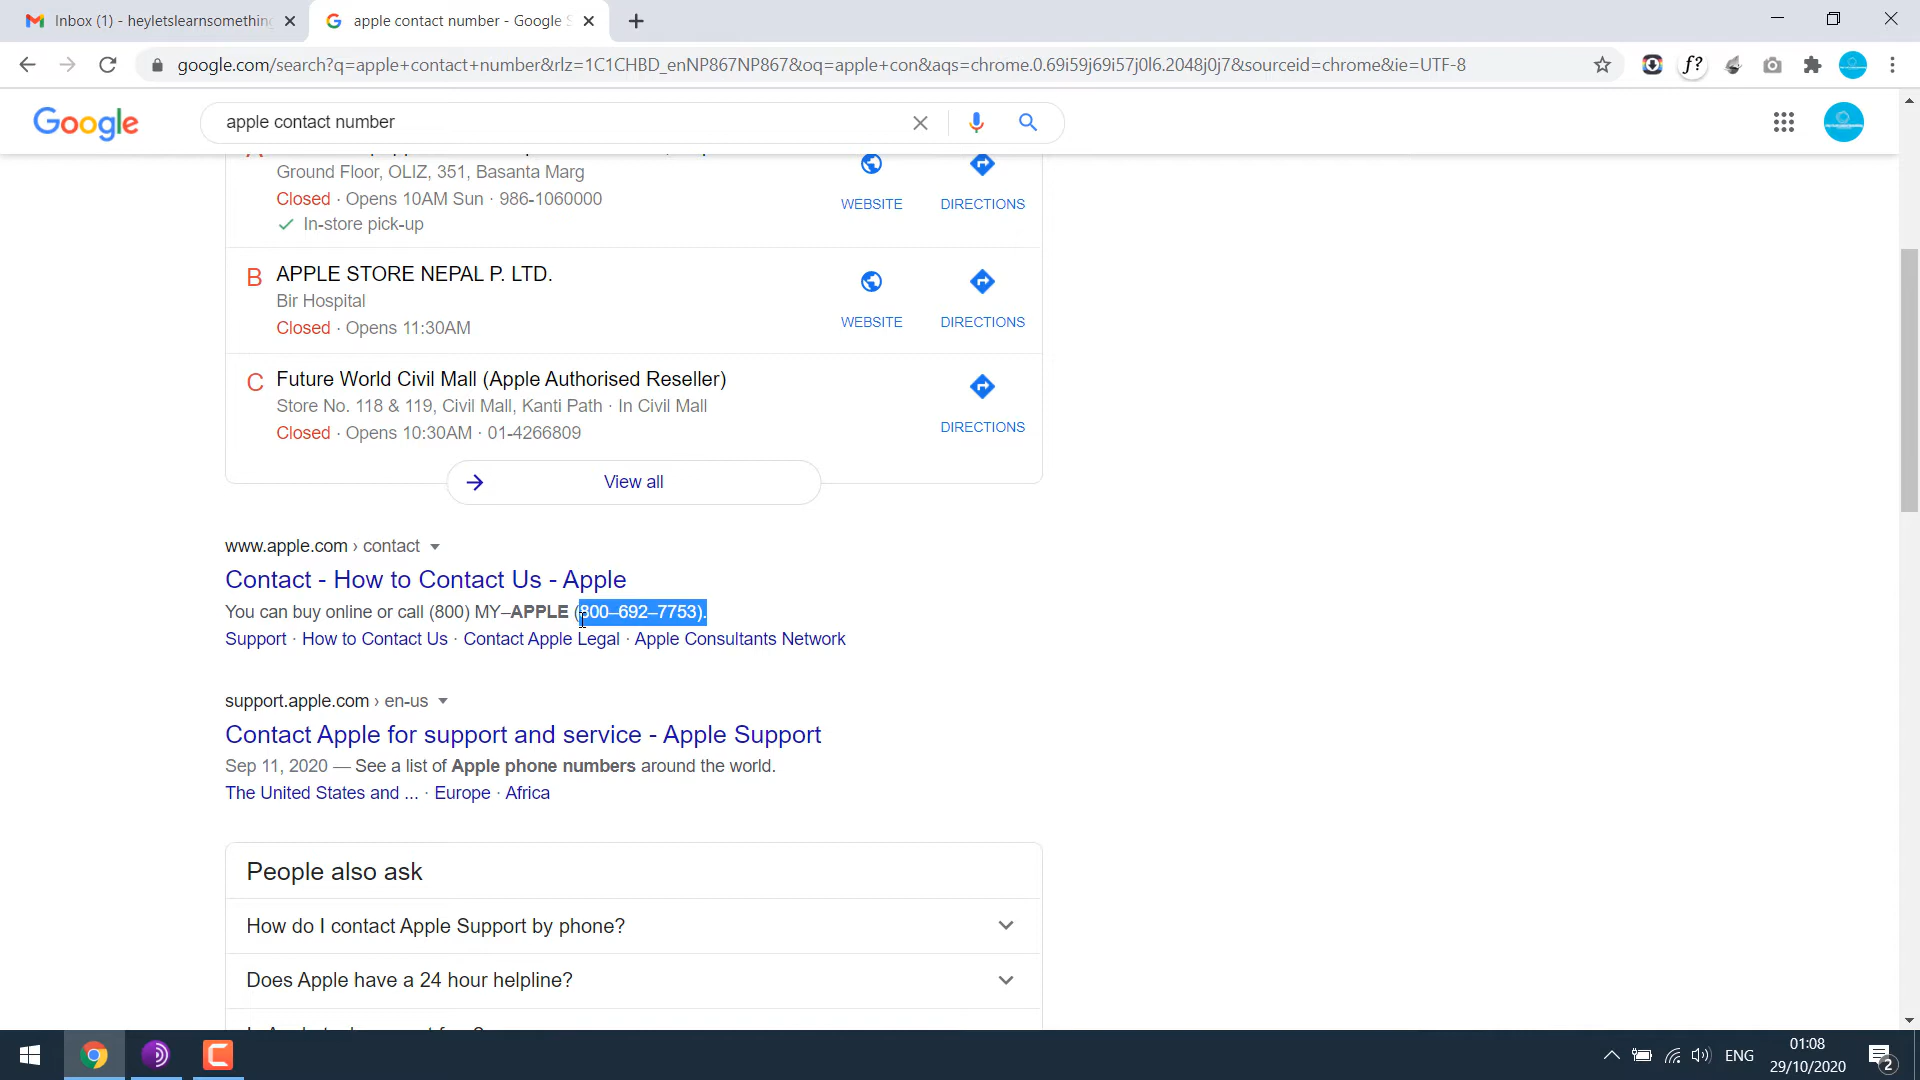 Inbox (1) - heyletslearnsomething
apple contact number - Google S
google.com/search?q=apple+contact+number&rlz=1C1CHBD_enNP867NP867&oq=apple+con&aqs=chrome.0.69i59j69i57j0l6.2048j0j7&sourceid=chrome&ie=UTF-8
f?
Google
apple contact number
Ground Floor, OLIZ, 351, Basanta Marg
Closed · Opens 10AM Sun · 986-1060000
In-store pick-up
WEBSITE
DIRECTIONS
B
APPLE STORE NEPAL P. LTD.
Bir Hospital
Closed · Opens 11:30AM
WEBSITE
DIRECTIONS
C
Future World Civil Mall (Apple Authorised Reseller)
Store No. 118 & 119, Civil Mall, Kanti Path · In Civil Mall
Closed · Opens 10:30AM · 01-4266809
DIRECTIONS
View all
www.apple.com › contact
Contact - How to Contact Us - Apple
You can buy online or call (800) MY–APPLE (800–692–7753).
Support · How to Contact Us · Contact Apple Legal · Apple Consultants Network
support.apple.com › en-us
Contact Apple for support and service - Apple Support
Sep 11, 2020 — See a list of Apple phone numbers around the world.
The United States and ... · Europe · Africa
People also ask
How do I contact Apple Support by phone?
Does Apple have a 24 hour helpline?
ENG
01:08
29/10/2020
2